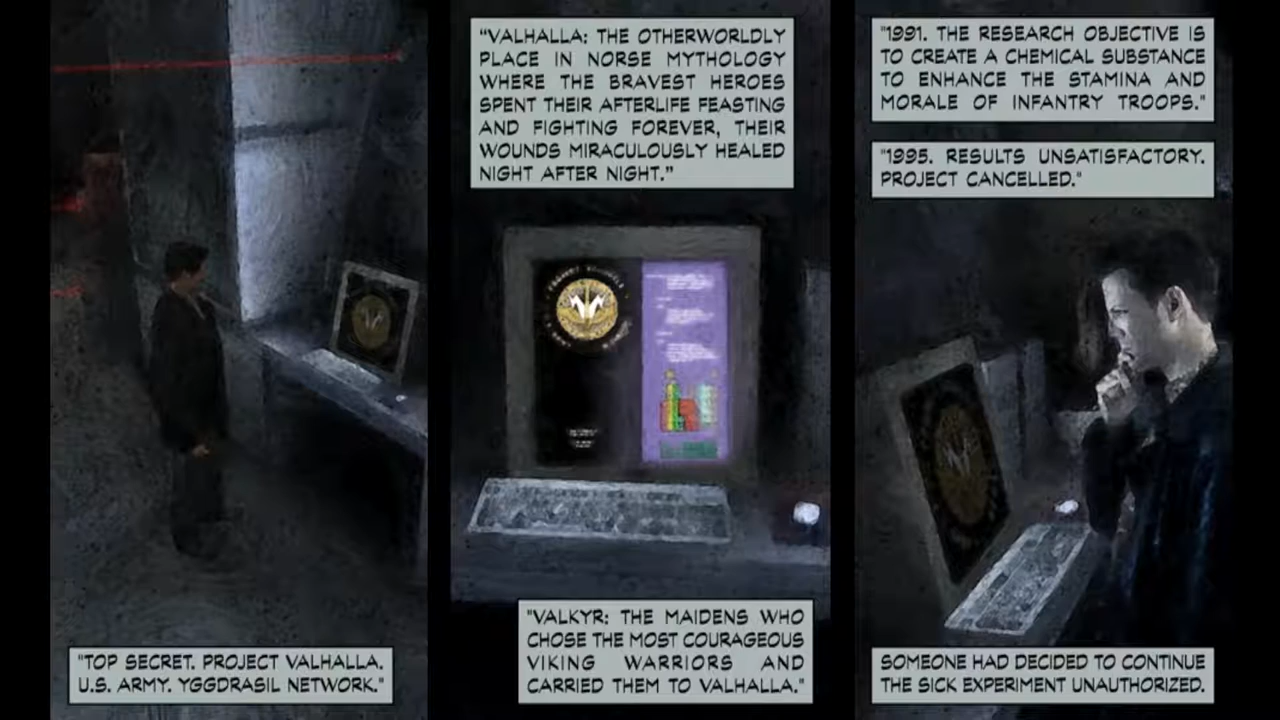 "TOP SECRET. PROJECT VALHALLA.
U.S. ARMY. YGGDRASIL NETWORK."
"VALHALLA: THE OTHERWORLDLY
PLACE IN NORSE MYTHOLOGY
WHERE THE BRAVEST HEROES
SPENT THEIR AFTERLIFE FEASTING
AND FIGHTING FOREVER, THEIR
WOUNDS MIRACULOUSLY HEALED
NIGHT AFTER NIGHT."
"VALKYR: THE MAIDENS WHO
CHOSE THE MOST COURAGEOUS
VIKING WARRIORS AND
CARRIED THEM TO VALHALLA."
"1991. THE RESEARCH OBJECTIVE IS
TO CREATE A CHEMICAL SUBSTANCE
TO ENHANCE THE STAMINA AND
MORALE OF INFANTRY TROOPS."
"1995. RESULTS UNSATISFACTORY.
PROJECT CANCELLED."
SOMEONE HAD DECIDED TO CONTINUE
THE SICK EXPERIMENT UNAUTHORIZED.